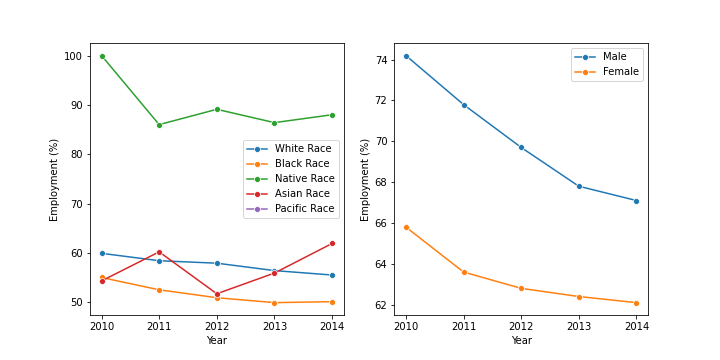 100
90
80
70
60
50
Employment (%)
2010 2011 2012 2013 2014
Year
White Race
Black Race
Native Race
Asian Race
Pacific Race
74
72
70
68
66
64
62
Employment (%)
2010 2011 2012 2013 2014
Year
Male
Female